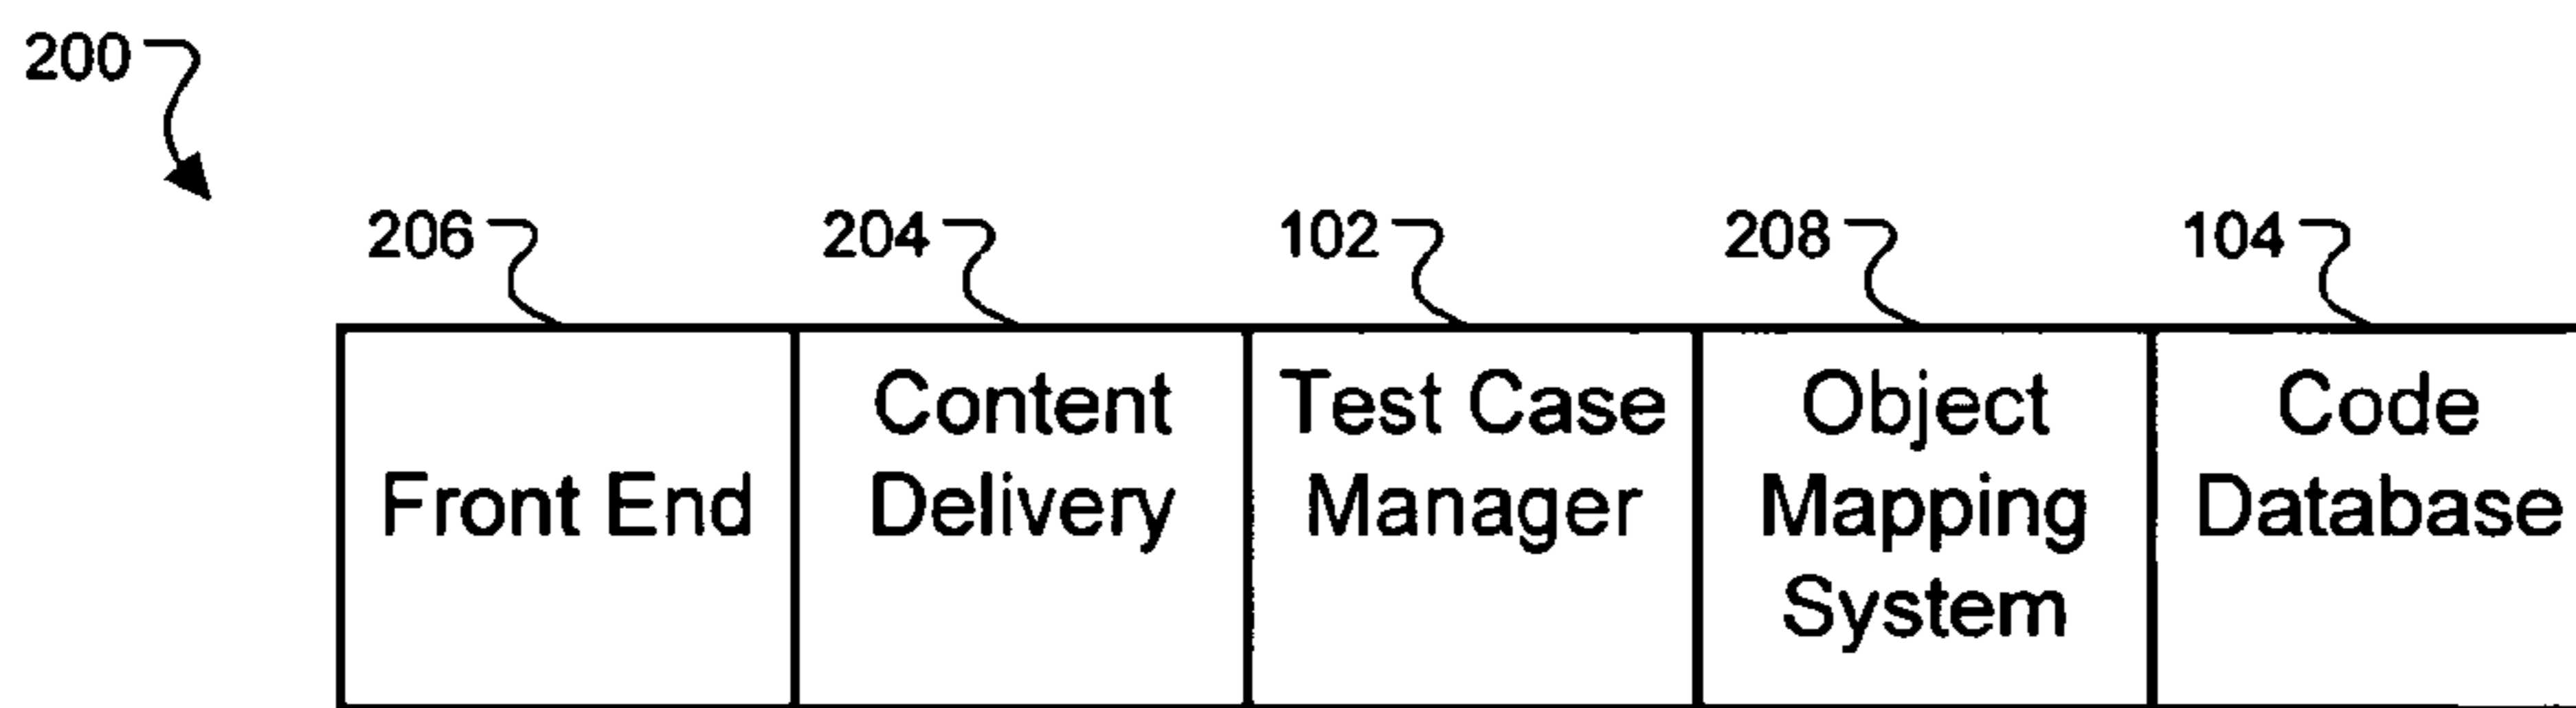 200
206 204 102 208 104
Front End
Content
Delivery
Test Case
Manager
Object
Mapping
System
Code
Database